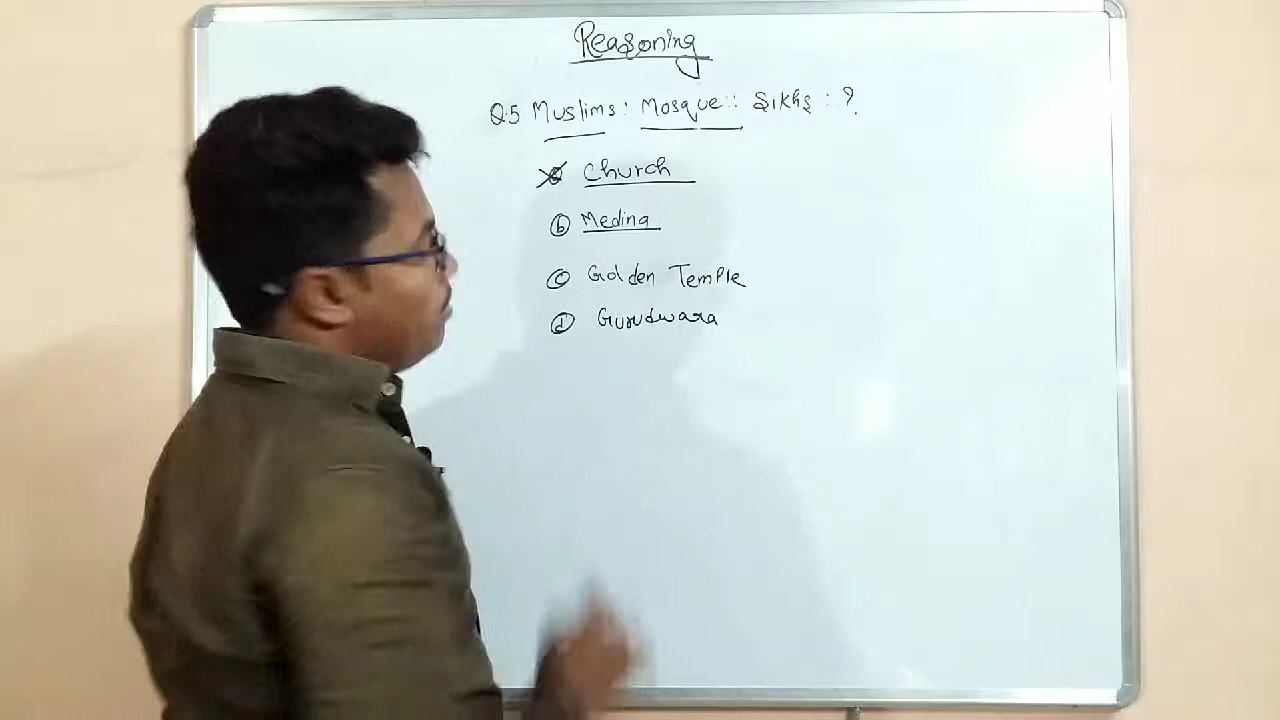 Reasoning
Q.5 Muslims : Mosque :: Sikhs : ?
Church
ⓑ Medina
ⓒ Golden Temple
ⓓ Gurudwara